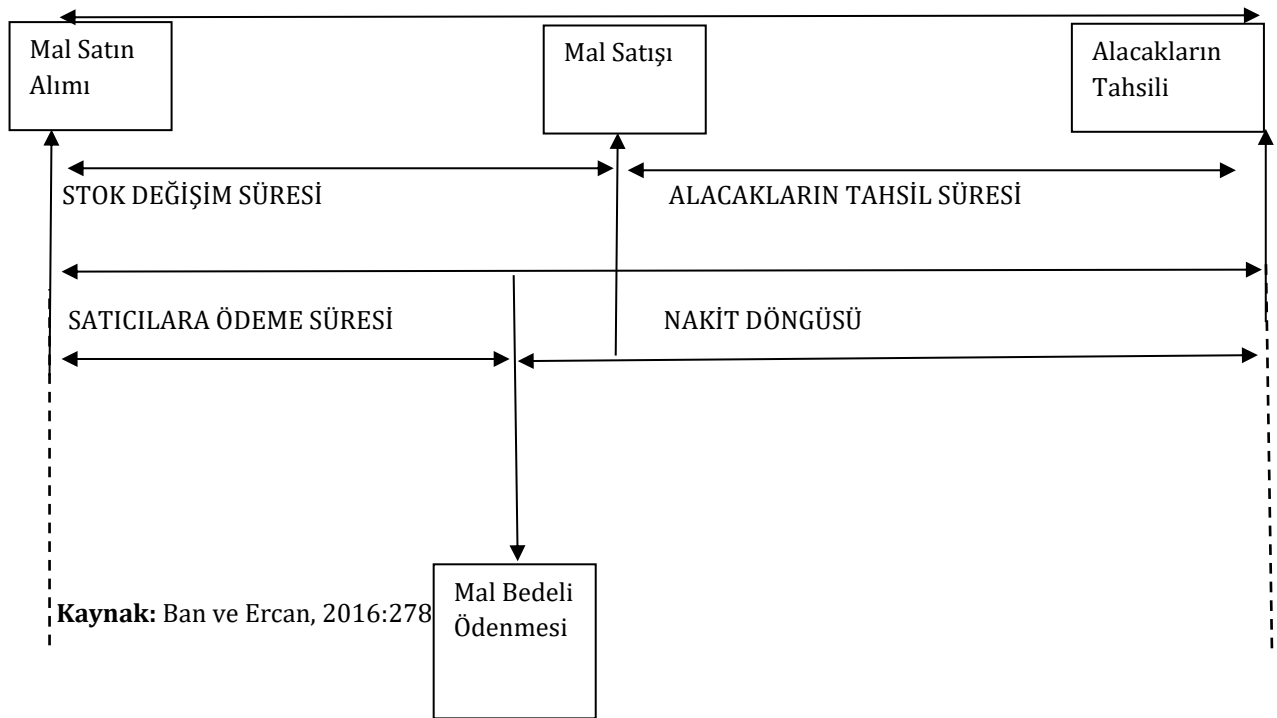 Mal Satın
Alımı
Mal Satışı
Alacakların
Tahsili
STOK DEĞİŞİM SÜRESİ
ALACAKLARIN TAHSİL SÜRESİ
SATICILARA ÖDEME SÜRESİ
NAKİT DÖNGÜSÜ
Kaynak: Ban ve Ercan, 2016:278
Mal Bedeli
Ödenmesi